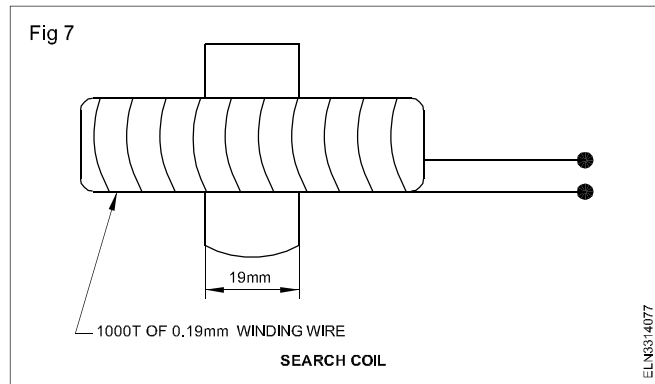 Fig 7
19mm
1000T OF 0.19mm WINDING WIRE
SEARCH COIL
ELN3314077